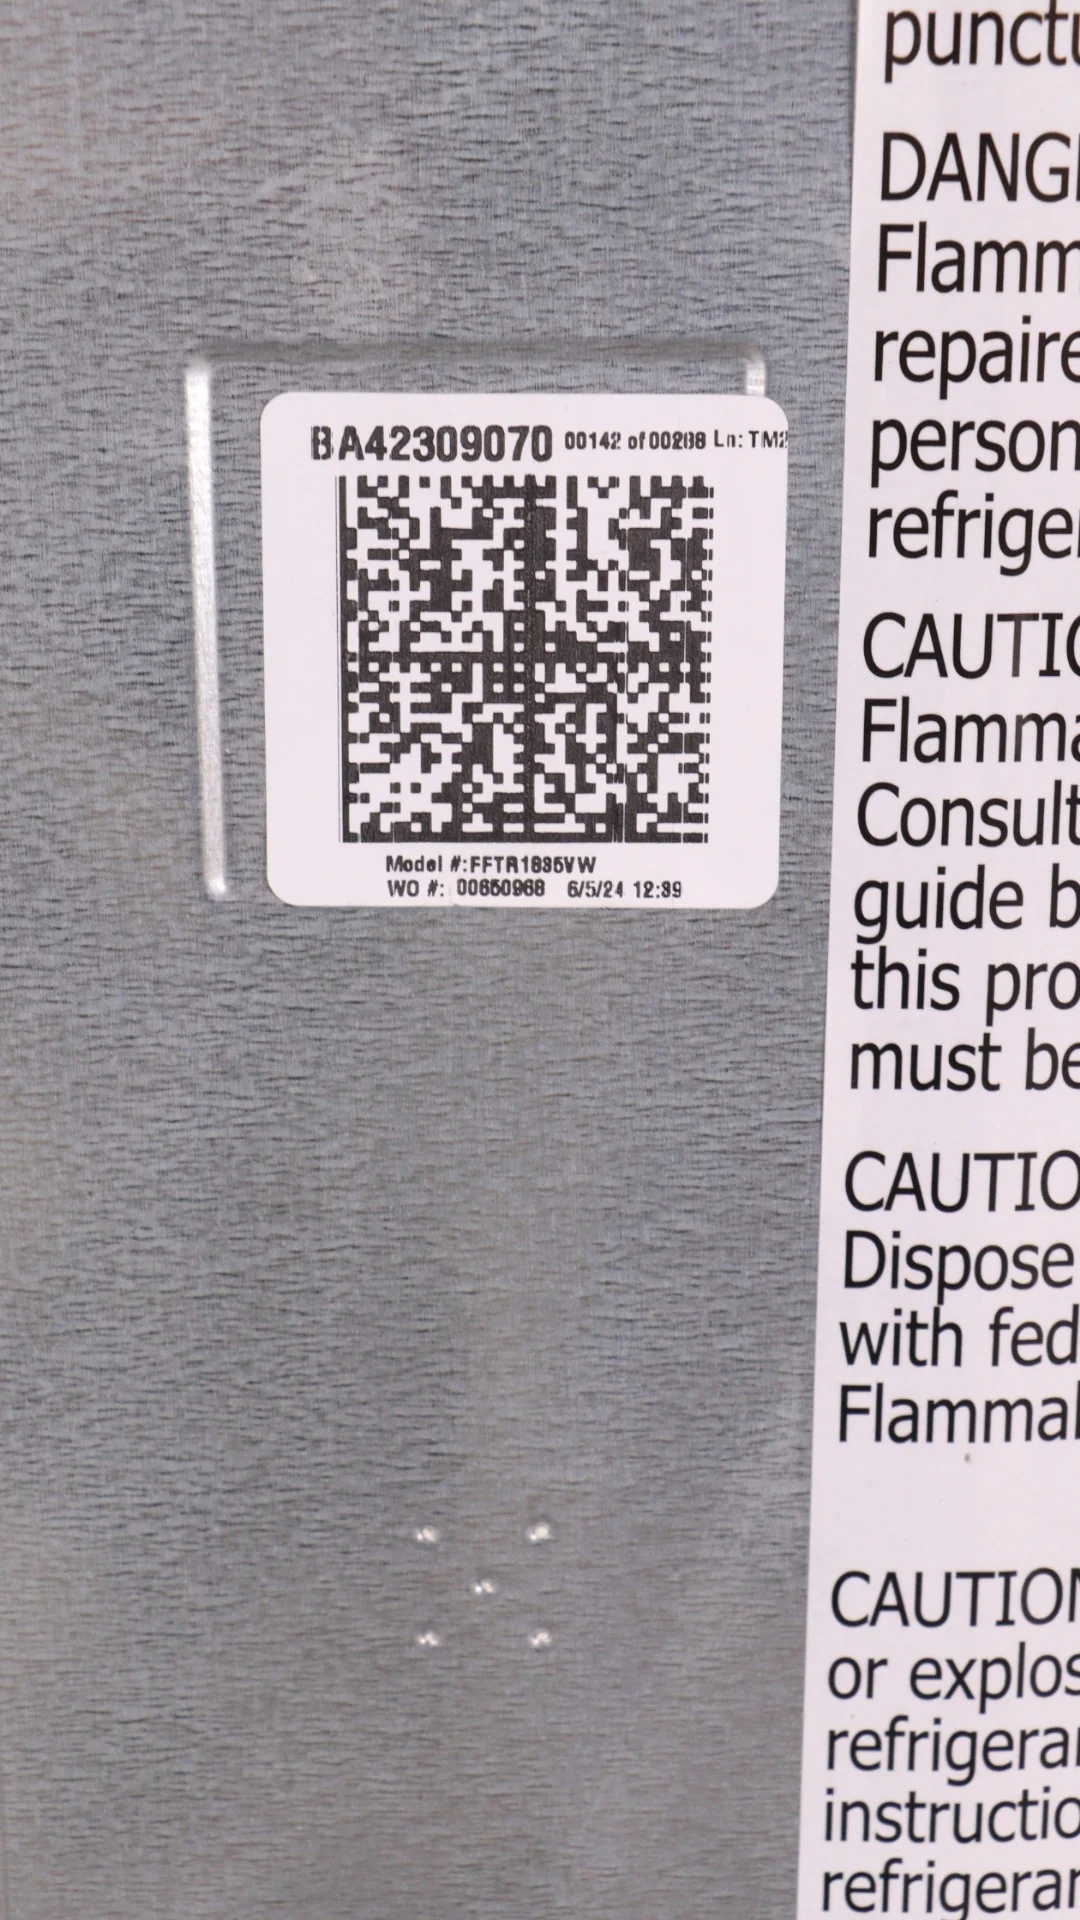 BA42309070 00142 of 00288 Ln: TM2
Model #:FFTR1835VW
WO #: 00650968 6/5/24 12:39
punctu
DANGE
Flamm
repaire
person
refriger
CAUTIO
Flamma
Consult
guide b
this pro
must be
CAUTIO
Dispose
with fed
Flammal
CAUTION
or explos
refrigeran
instructio
refrigeran